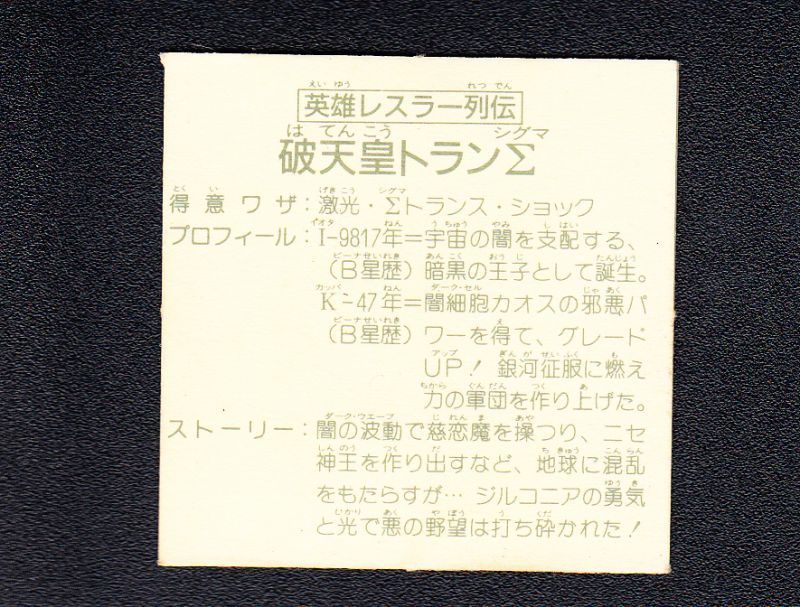 英雄レスラー列伝
破天皇トランΣ
得意ワザ：激光・Σトランス・ショック
プロフィール：I-9817年＝宇宙の闇を支配する、
（B星歴）暗黒の王子として誕生。
K-47年＝闇細胞カオスの邪悪パ
（B星歴）ワーを得て、グレード
UP！ 銀河征服に燃え
力の軍団を作り上げた。
ストーリー：闇の波動で慈恋魔を操つり、ニセ
神王を作り出すなど、地球に混乱
をもたらすが… ジルコニアの勇気
と光で悪の野望は打ち砕かれた！